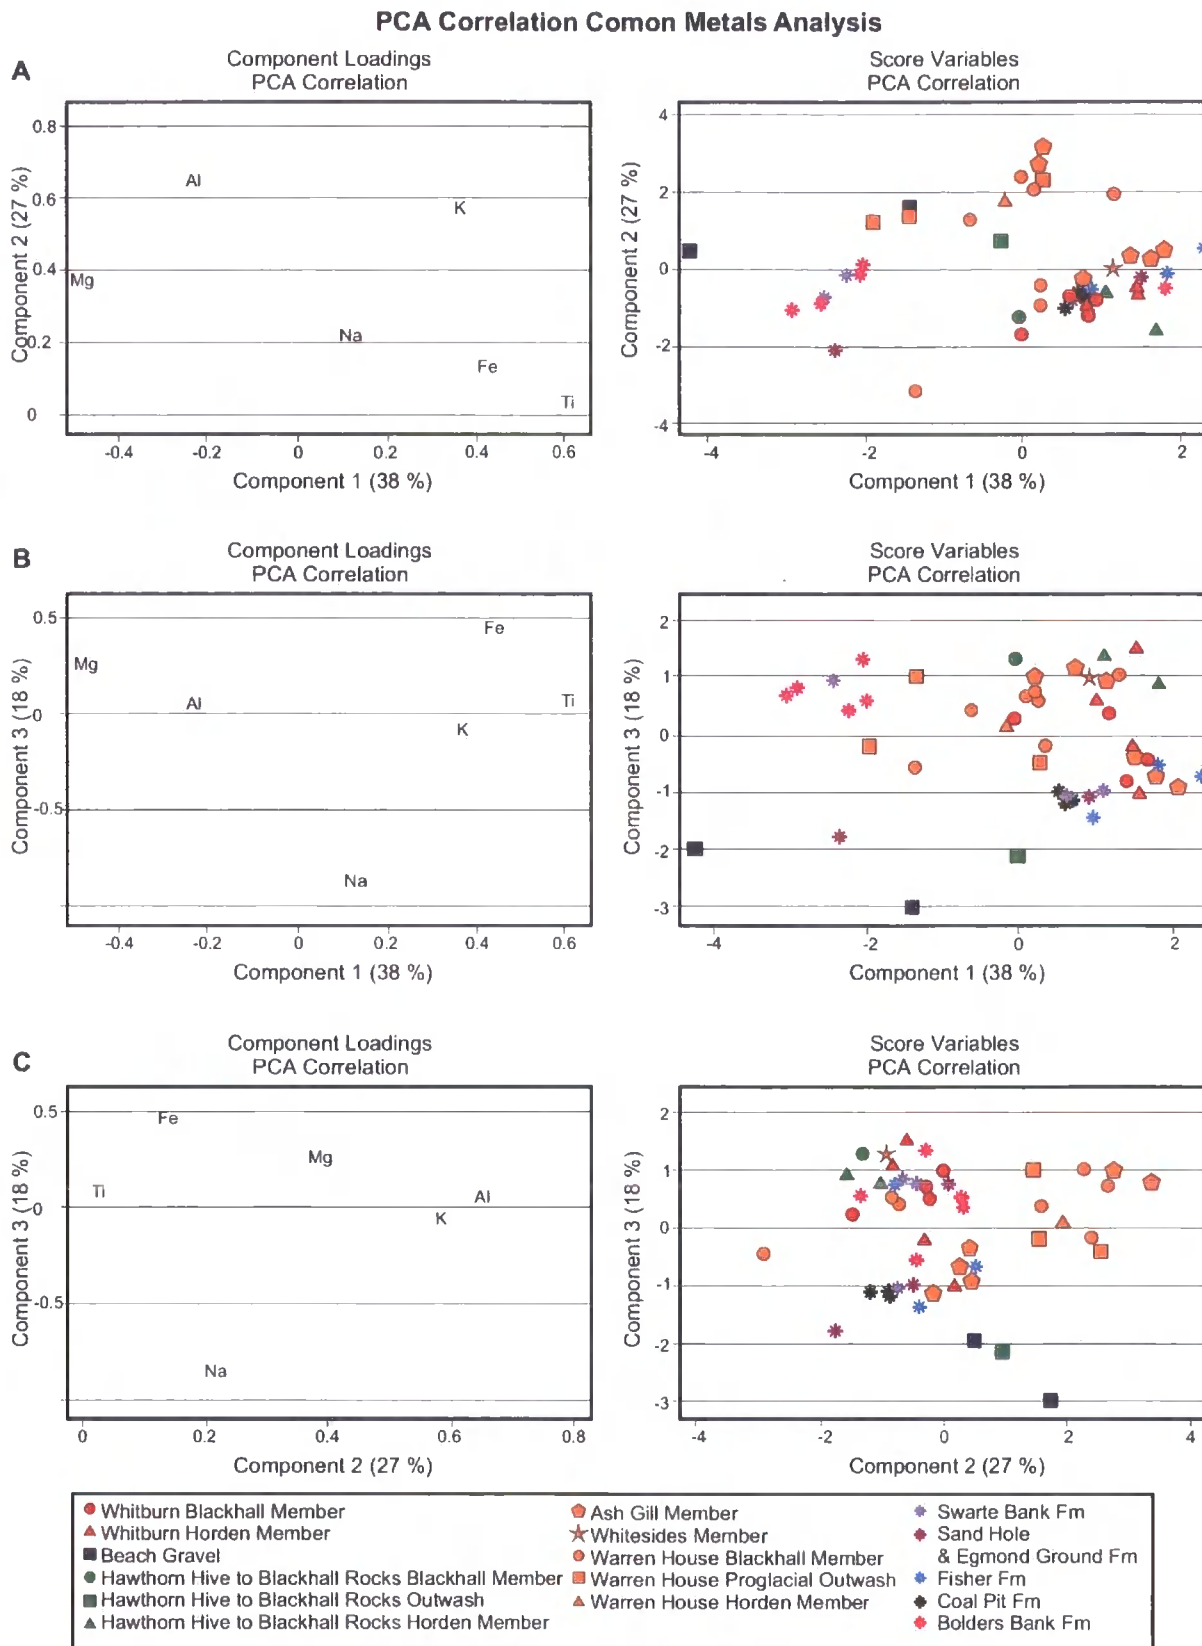 PCA Correlation Comon Metals Analysis
A
Component Loadings
PCA Correlation
Component 2 (27 %)
0.8
0.6
0.4
0.2
0
Al
K
Mg
Na
Fe
Ti
-0.4
-0.2
0
0.2
0.4
0.6
Component 1 (38 %)
Score Variables
PCA Correlation
Component 2 (27 %)
4
2
0
-2
-4
-4
-2
0
2
Component 1 (38 %)
B
Component Loadings
PCA Correlation
Component 3 (18 %)
0.5
0
-0.5
Fe
Mg
Al
Ti
K
Na
-0.4
-0.2
0
0.2
0.4
0.6
Component 1 (38 %)
Score Variables
PCA Correlation
Component 3 (18 %)
2
1
0
-1
-2
-3
-4
-2
0
2
Component 1 (38 %)
C
Component Loadings
PCA Correlation
Component 3 (18 %)
0.5
0
-0.5
Fe
Mg
Ti
Al
K
Na
0
0.2
0.4
0.6
0.8
Component 2 (27 %)
Score Variables
PCA Correlation
Component 3 (18 %)
2
1
0
-1
-2
-3
-4
-2
0
2
4
Component 2 (27 %)
Whitburn Blackhall Member
Whitburn Horden Member
Beach Gravel
Hawthorn Hive to Blackhall Rocks Blackhall Member
Hawthorn Hive to Blackhall Rocks Outwash
Hawthorn Hive to Blackhall Rocks Horden Member
Ash Gill Member
Whitesides Member
Warren House Blackhall Member
Warren House Proglacial Outwash
Warren House Horden Member
Swarte Bank Fm
Sand Hole
& Egmond Ground Fm
Fisher Fm
Coal Pit Fm
Bolders Bank Fm